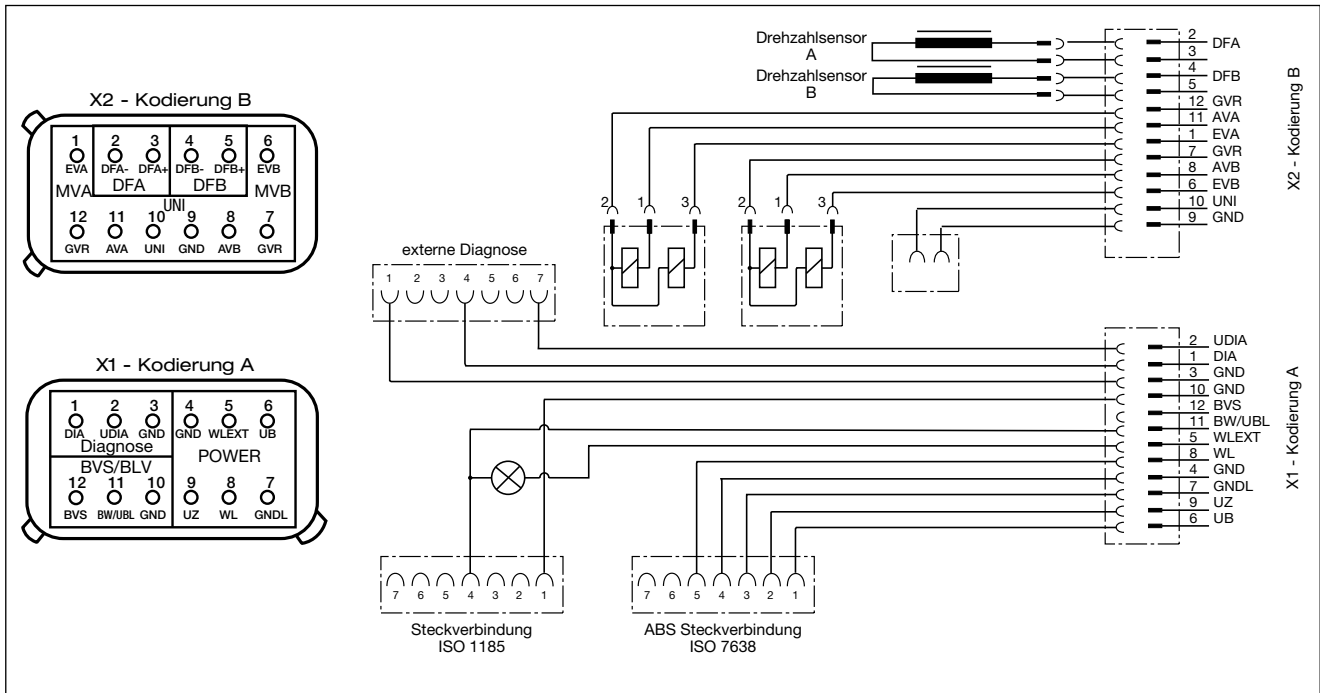 X2 - Kodierung B
1 2 3 4 5 6
EVA DFA- DFA+ DFB- DFB+ EVB
MVA DFA DFB MVB
UNI
12 11 10 9 8 7
GVR AVA UNI GND AVB GVR
X1 - Kodierung A
1 2 3 4 5 6
DIA UDIA GND GND WLEXT UB
Diagnose
POWER
BVS/BLV
12 11 10 9 8 7
BVS BW/UBL GND UZ WL GNDL
Drehzahlsensor
A
Drehzahlsensor
B
2 DFA
3
4 DFB
5
12 GVR
11 AVA
1 EVA
7 GVR
8 AVB
6 EVB
10 UNI
9 GND
X2 - Kodierung B
2 1 3
2 1 3
externe Diagnose
1 2 3 4 5 6 7
2 UDIA
1 DIA
3 GND
10 GND
12 BVS
11 BW/UBL
5 WLEXT
8 WL
4 GND
7 GNDL
9 UZ
6 UB
X1 - Kodierung A
7 6 5 4 3 2 1
Steckverbindung
ISO 1185
7 6 5 4 3 2 1
ABS Steckverbindung
ISO 7638